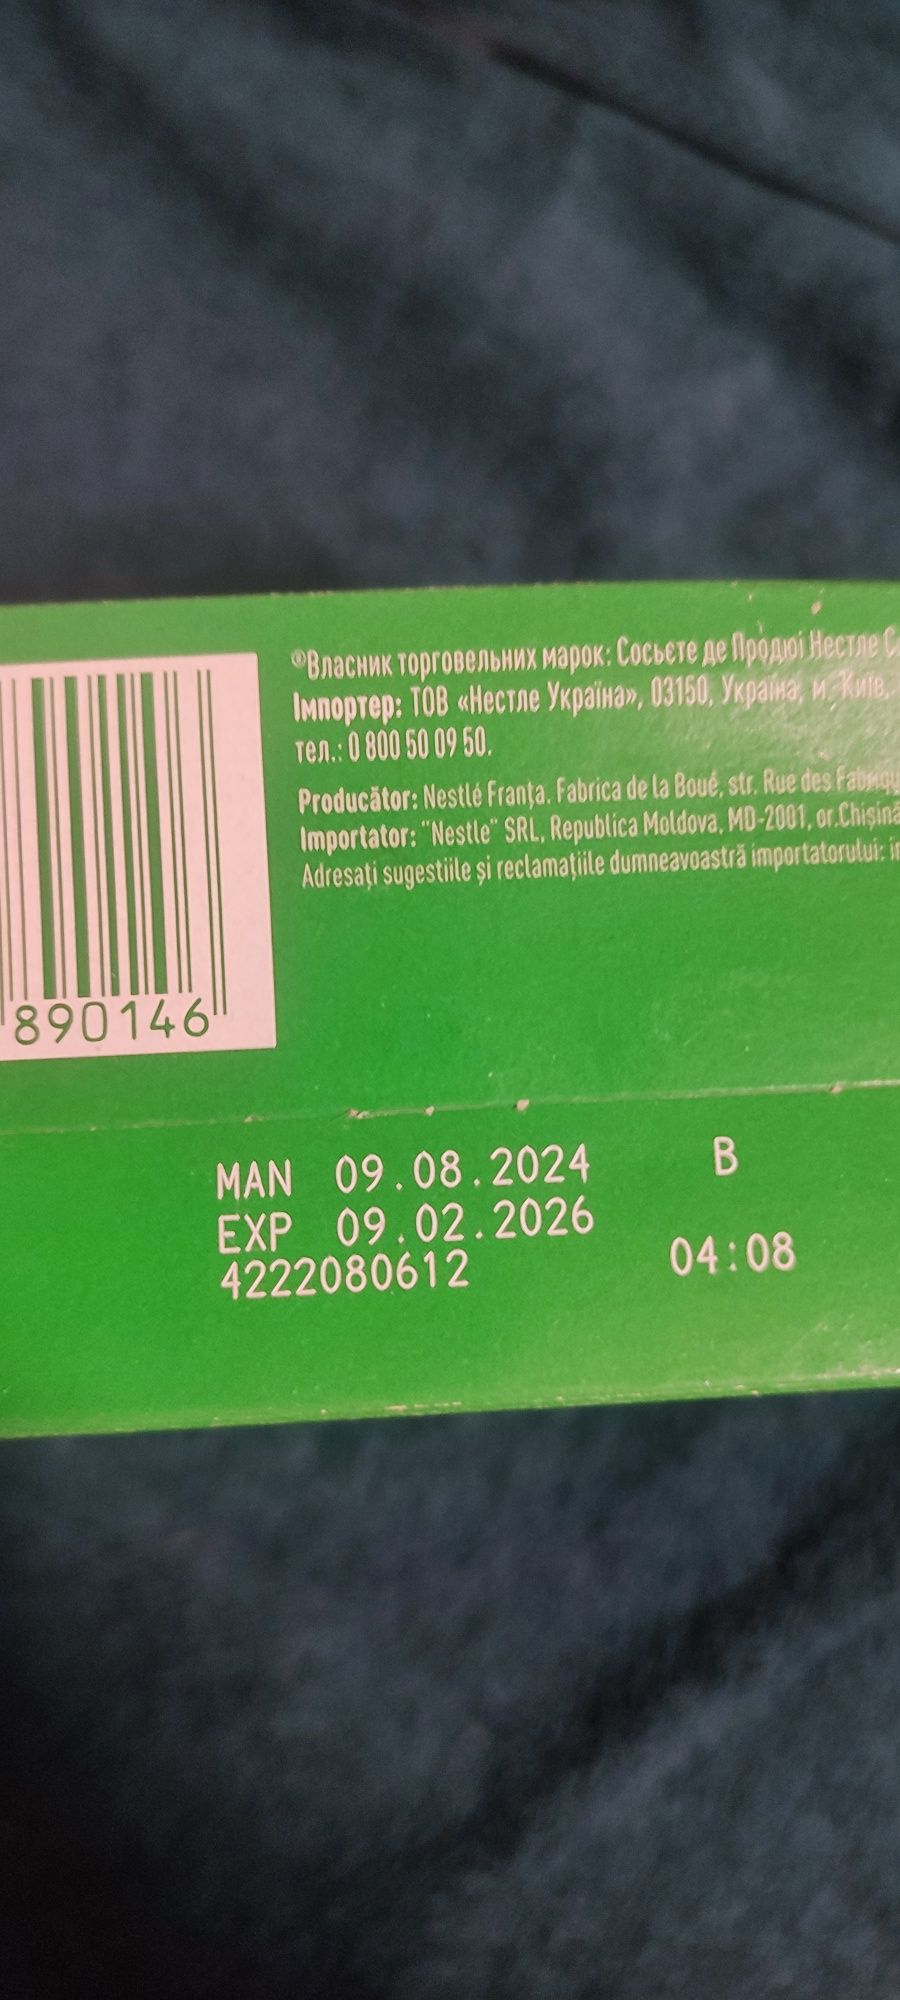 ®Власник торговельних марок: Сосьєте де Продюі Нестле С.
Імпортер: ТОВ «Нестле Україна», 03150, Україна, м. Київ,
тел.: 0 800 50 09 50.
Producător: Nestlé Franța. Fabrica de la Boué, str. Rue des
Importator: "Nestle" SRL, Republica Moldova, MD-2001, or.Chișină
Adresați sugestiile și reclamațiile dumneavoastră importatorului:
890146
MAN 09.08.2024 B
EXP 09.02.2026
4222080612 04:08